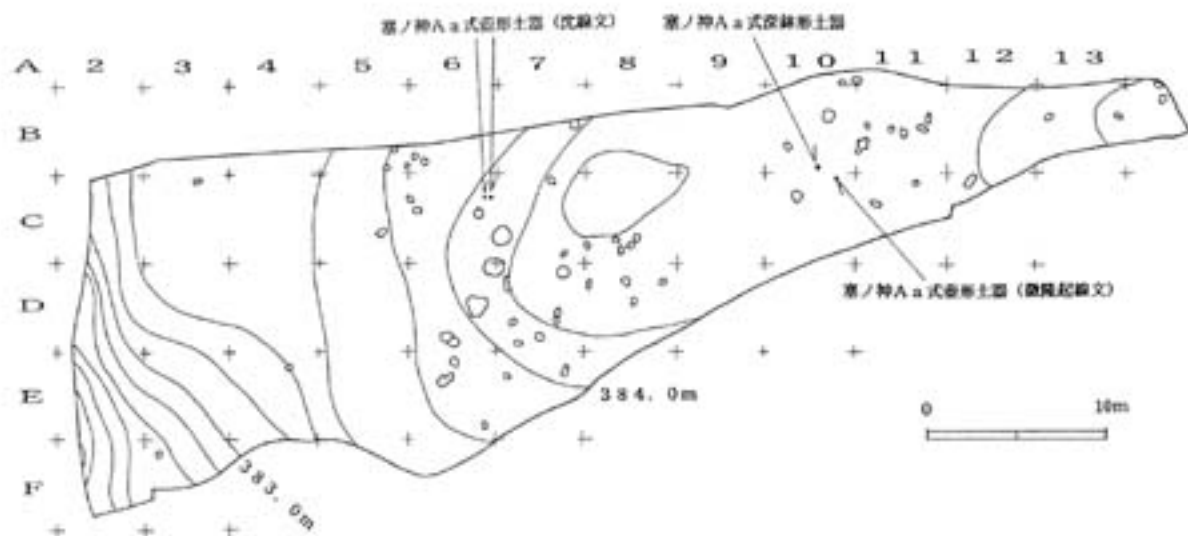 塞ノ神Aa式壺形土器（沈線文）
塞ノ神Aa式深鉢形土器
A 2 3 4 5 6 7 8 9 10 11 12 13
B
C
D
塞ノ神Aa式壺形土器（微隆起線文）
E
384.0m
0 10m
F
383.0m